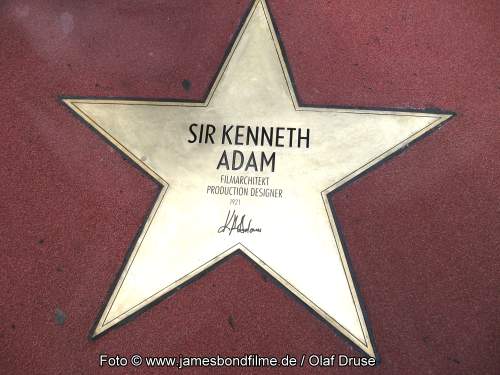 SIR KENNETH
ADAM
FILMARCHITEKT
PRODUCTION DESIGNER
1921
Foto © www.jamesbondfilme.de / Olaf Druse